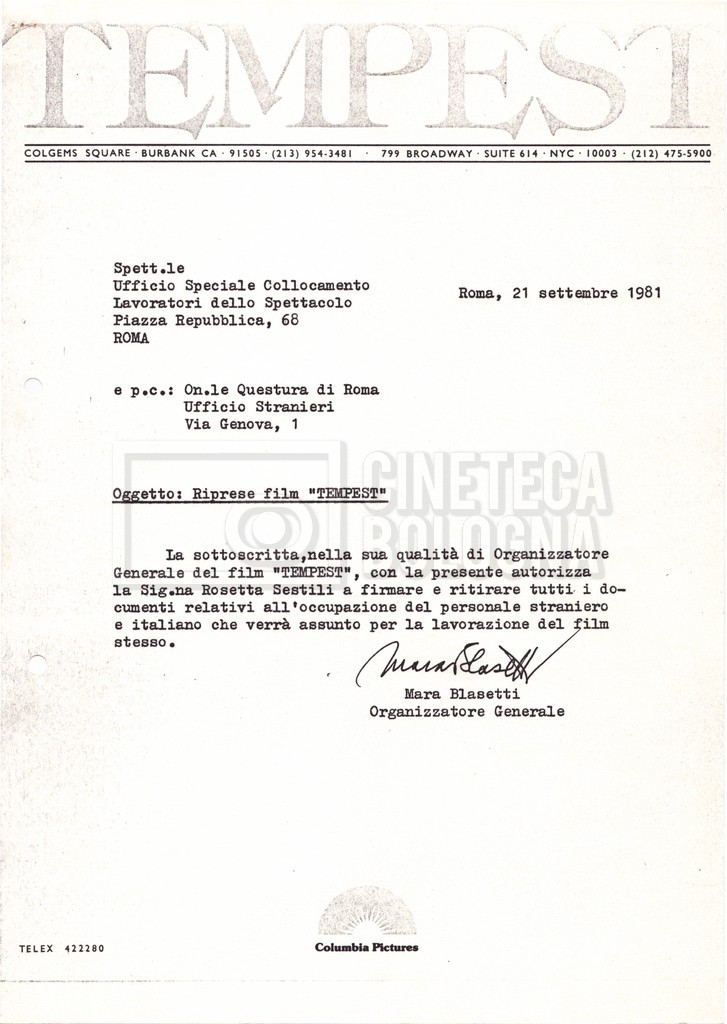 TEMPEST
COLGEMS SQUARE · BURBANK CA · 91505 · (213) 954-3481 · 799 BROADWAY · SUITE 614 · NYC · 10003 · (212) 475-5900
Spett.le
Ufficio Speciale Collocamento
Lavoratori dello Spettacolo
Piazza Repubblica, 68
ROMA
Roma, 21 settembre 1981
e p.c.: On.le Questura di Roma
Ufficio Stranieri
Via Genova, 1
CINETECA
BOLOGNA
Oggetto: Riprese film "TEMPEST"
La sottoscritta,nella sua qualità di Organizzatore
Generale del film "TEMPEST", con la presente autorizza
la Sig.na Rosetta Sestili a firmare e ritirare tutti i do-
cumenti relativi all'occupazione del personale straniero
e italiano che verrà assunto per la lavorazione del film
stesso.
Mara Blasetti
Mara Blasetti
Organizzatore Generale
TELEX 422280
Columbia Pictures